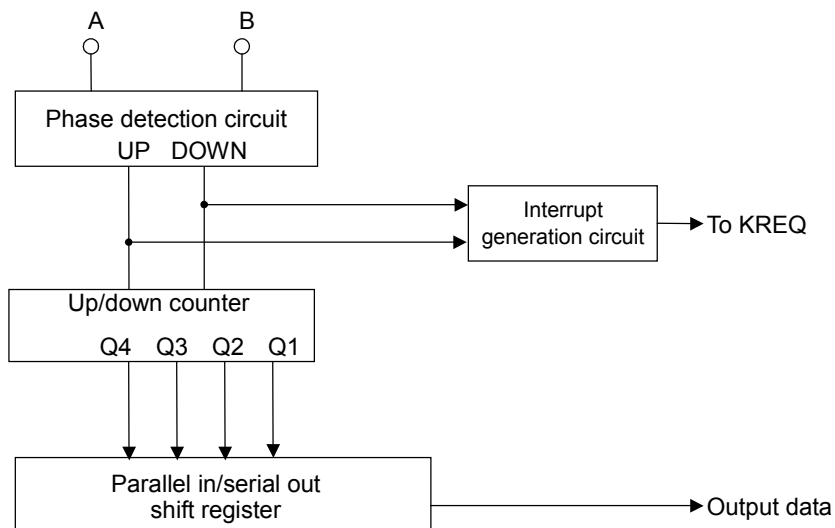 A B
Phase detection circuit
UP DOWN
Interrupt
generation circuit
To KREQ
Up/down counter
Q4 Q3 Q2 Q1
Parallel in/serial out
shift register
Output data